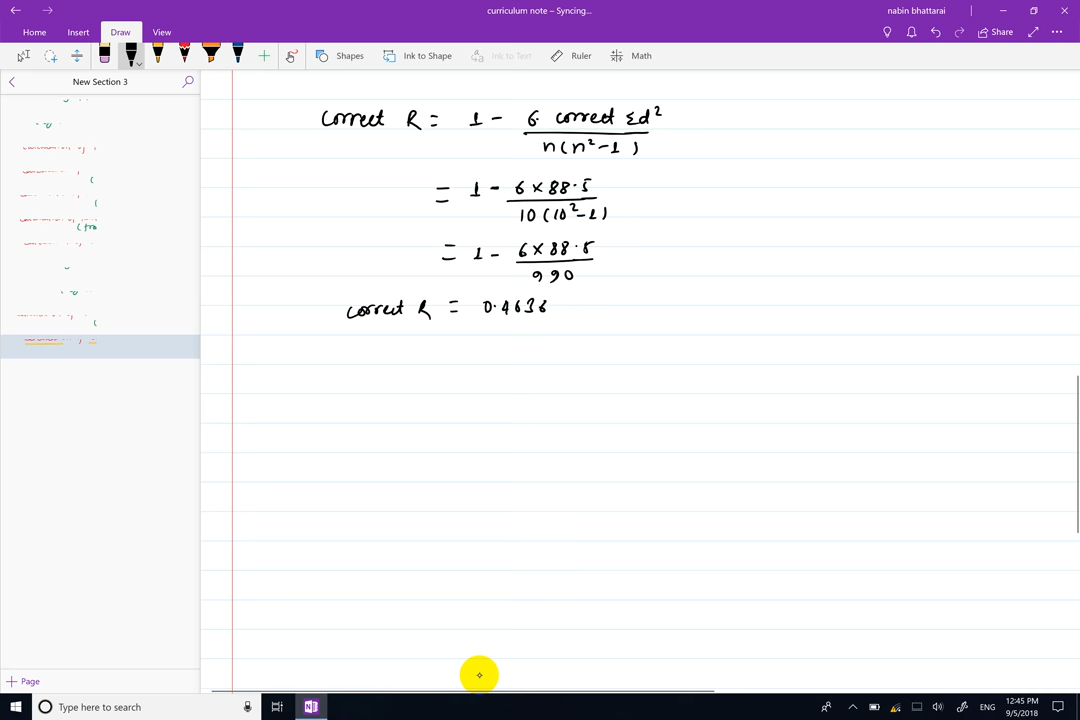 curriculum note – Syncing...
nabin bhattarai
Home Insert Draw View
Share
Shapes Ink to Shape Ink to Text Ruler Math
New Section 3
correct R = 1 - 6 correct Σd² / n(n²-1)
= 1 - 6 × 88.5 / 10(10²-1)
= 1 - 6 × 88.5 / 990
correct R = 0.4636
+ Page
Type here to search
ENG
12:45 PM
9/5/2018